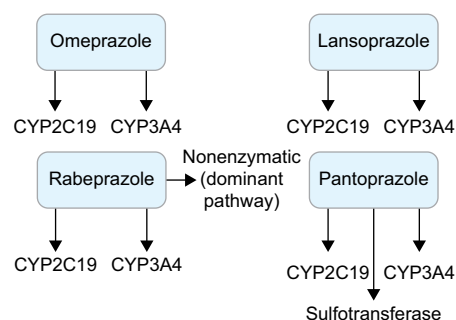 Omeprazole
Lansoprazole
CYP2C19 CYP3A4
CYP2C19 CYP3A4
Rabeprazole
Nonenzymatic
(dominant
pathway)
Pantoprazole
CYP2C19 CYP3A4
CYP2C19 CYP3A4
Sulfotransferase